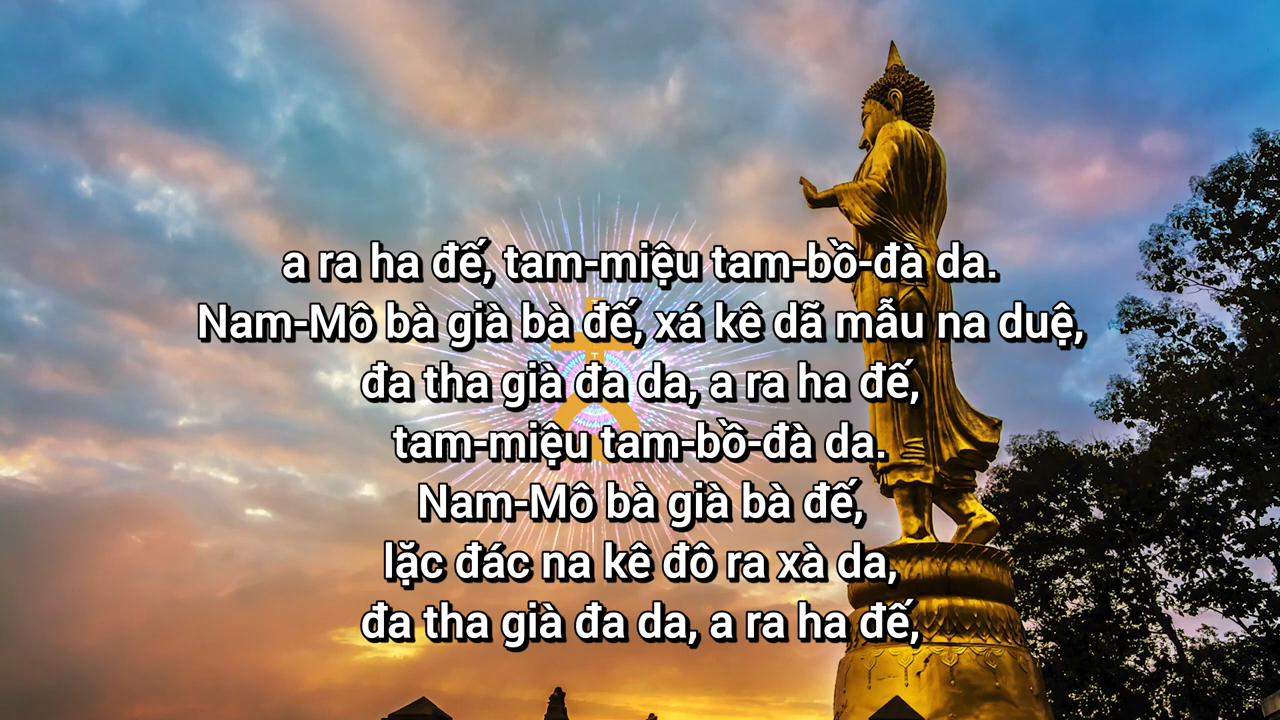 a ra ha đế, tam-miệu tam-bồ-đà da.
Nam-Mô bà già bà đế, xá kê dã mẫu na duệ,
đa tha già đa da, a ra ha đế,
tam-miệu tam-bồ-đà da.
Nam-Mô bà già bà đế,
lặc đác na kê đô ra xà da,
đa tha già đa da, a ra ha đế,